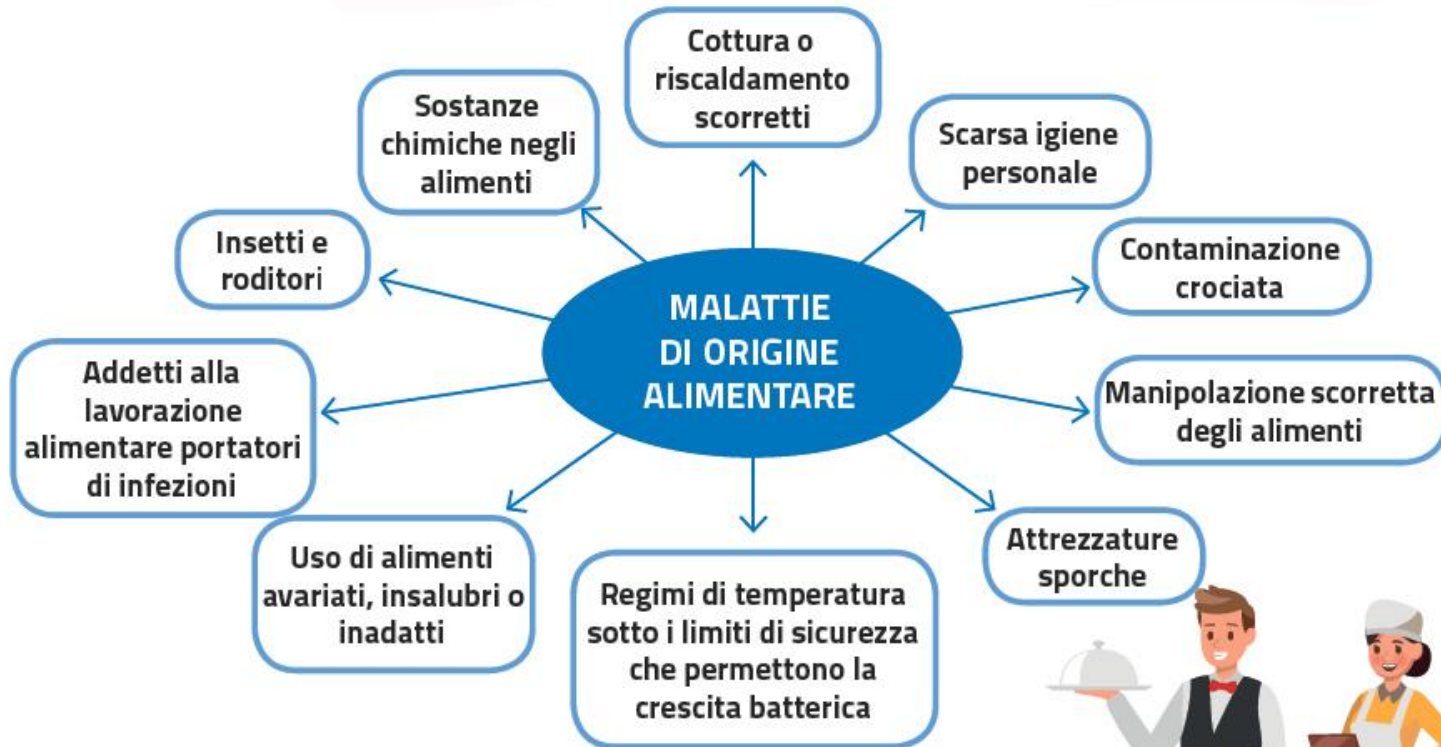 Cottura o
riscaldamento
scorretti
Sostanze
chimiche negli
alimenti
Scarsa igiene
personale
Insetti e
roditori
Contaminazione
crociata
MALATTIE
DI ORIGINE
ALIMENTARE
Addetti alla
lavorazione
alimentare portatori
di infezioni
Manipolazione scorretta
degli alimenti
Uso di alimenti
avariati, insalubri o
inadatti
Regimi di temperatura
sotto i limiti di sicurezza
che permettono la
crescita batterica
Attrezzature
sporche